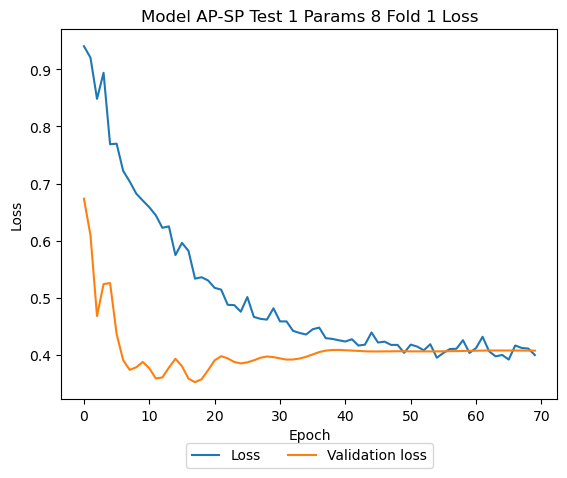 Model AP-SP Test 1 Params 8 Fold 1 Loss
Loss
0.9
0.8
0.7
0.6
0.5
0.4
0 10 20 30 40 50 60 70
Epoch
Loss Validation loss